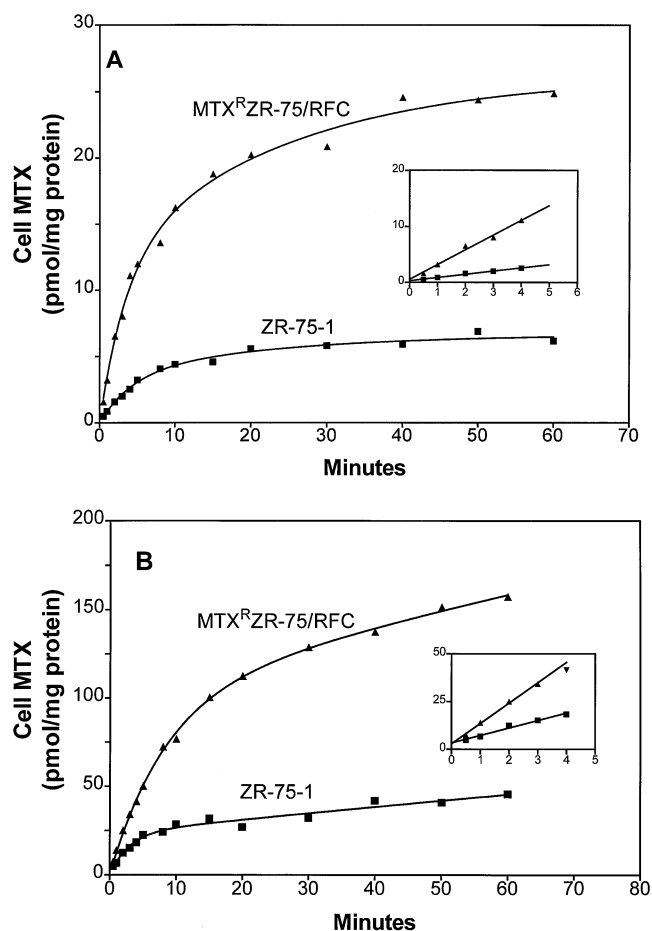 A
30
20
10
0
Cell MTX
(pmol/mg protein)
MTXᴿZR-75/RFC
ZR-75-1
20
10
0
0 1 2 3 4 5 6
0 10 20 30 40 50 60 70
Minutes
B
200
150
100
50
0
Cell MTX
(pmol/mg protein)
MTXᴿZR-75/RFC
ZR-75-1
50
25
0
0 1 2 3 4 5
0 10 20 30 40 50 60 70 80
Minutes